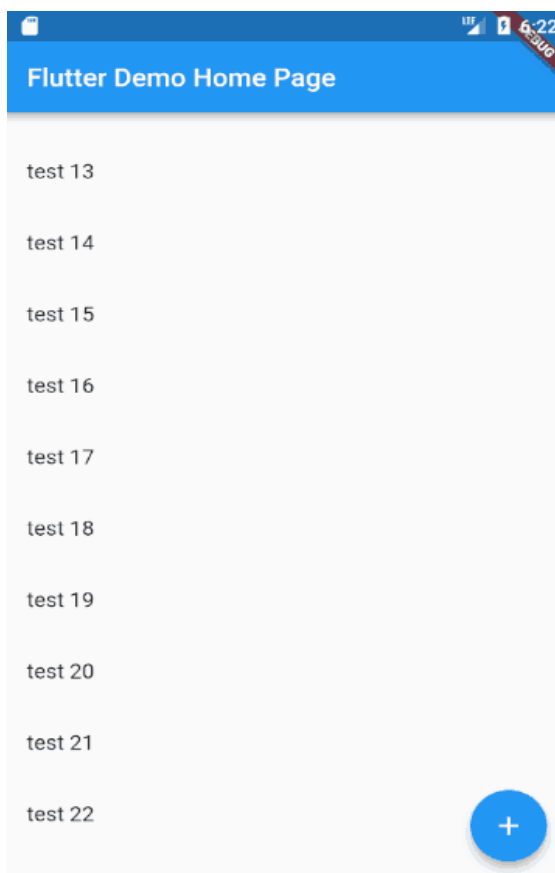 LTE 6:22
DEBUG
Flutter Demo Home Page
test 13
test 14
test 15
test 16
test 17
test 18
test 19
test 20
test 21
test 22
+